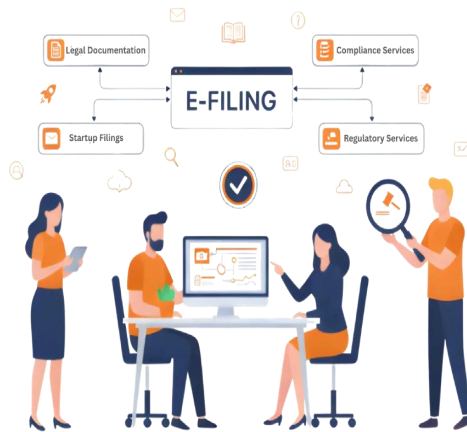 Legal Documentation
Compliance Services
E-FILING
Startup Filings
Regulatory Services